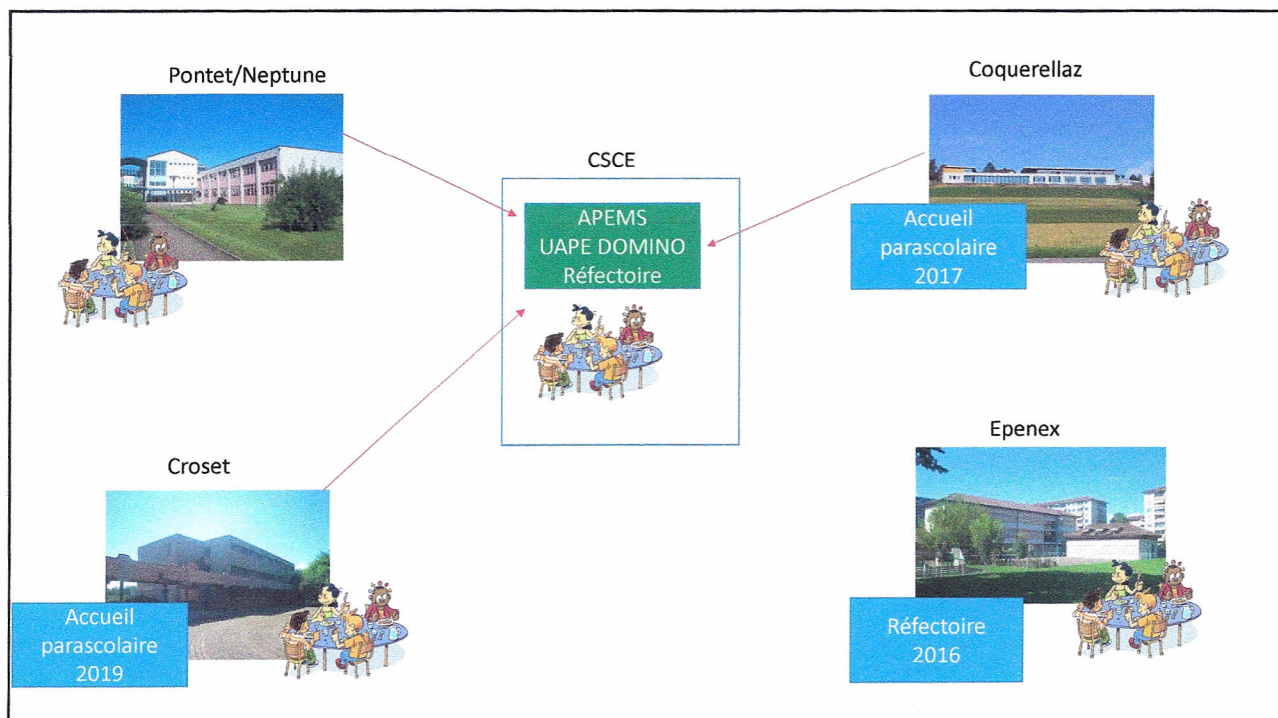 Pontet/Neptune
Coquerellaz
CSCE
APEMS
UAPE DOMINO
Réfectoire
Accueil
parascolaire
2017
Croset
Epenex
Accueil
parascolaire
2019
Réfectoire
2016